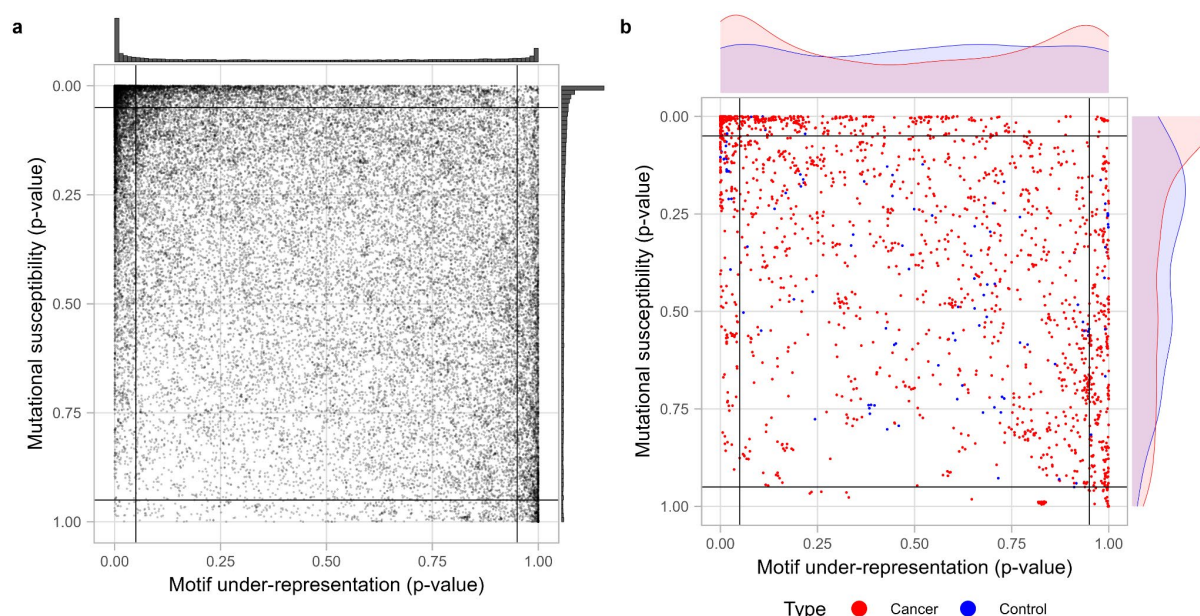 a
0.00
0.25
0.50
0.75
1.00
Mutational susceptibility (p-value)
0.00 0.25 0.50 0.75 1.00
Motif under-representation (p-value)
b
0.00
0.25
0.50
0.75
1.00
Mutational susceptibility (p-value)
0.00 0.25 0.50 0.75 1.00
Motif under-representation (p-value)
Type Cancer Control